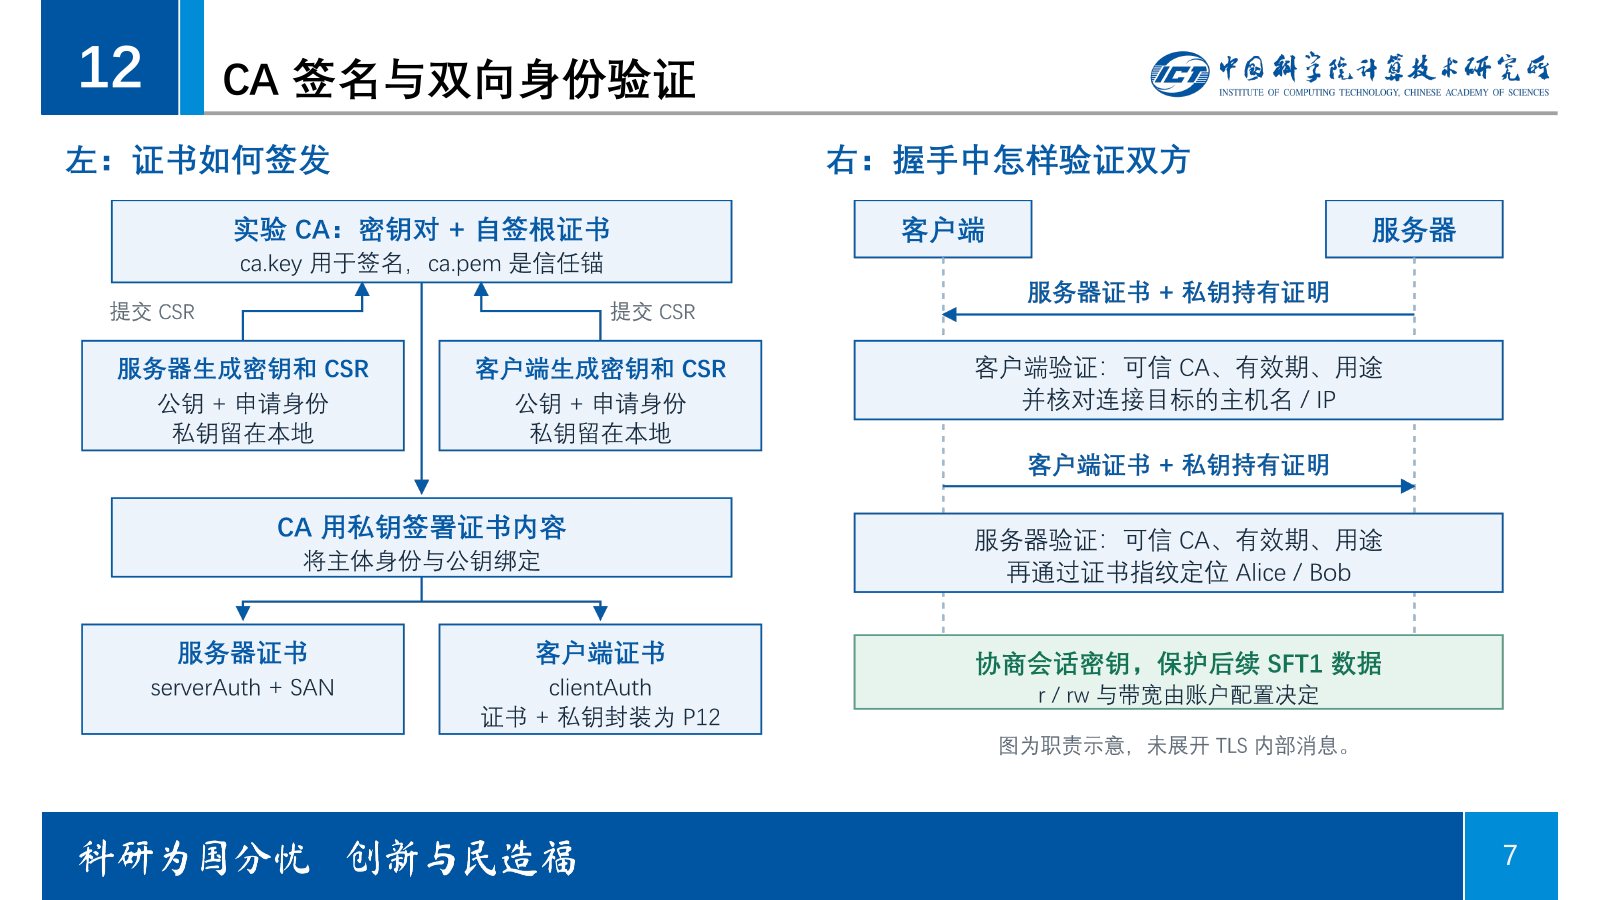 12
CA 签名与双向身份验证
ICT
中国科学院计算技术研究所
INSTITUTE OF COMPUTING TECHNOLOGY, CHINESE ACADEMY OF SCIENCES
左：证书如何签发
实验 CA：密钥对 + 自签根证书
ca.key 用于签名，ca.pem 是信任锚
提交 CSR
提交 CSR
服务器生成密钥和 CSR
公钥 + 申请身份
私钥留在本地
客户端生成密钥和 CSR
公钥 + 申请身份
私钥留在本地
CA 用私钥签署证书内容
将主体身份与公钥绑定
服务器证书
serverAuth + SAN
客户端证书
clientAuth
证书 + 私钥封装为 P12
右：握手中怎样验证双方
客户端
服务器
服务器证书 + 私钥持有证明
客户端验证：可信 CA、有效期、用途
并核对连接目标的主机名 / IP
客户端证书 + 私钥持有证明
服务器验证：可信 CA、有效期、用途
再通过证书指纹定位 Alice / Bob
协商会话密钥，保护后续 SFT1 数据
r / rw 与带宽由账户配置决定
图为职责示意，未展开 TLS 内部消息。
科研为国分忧 创新与民造福
7